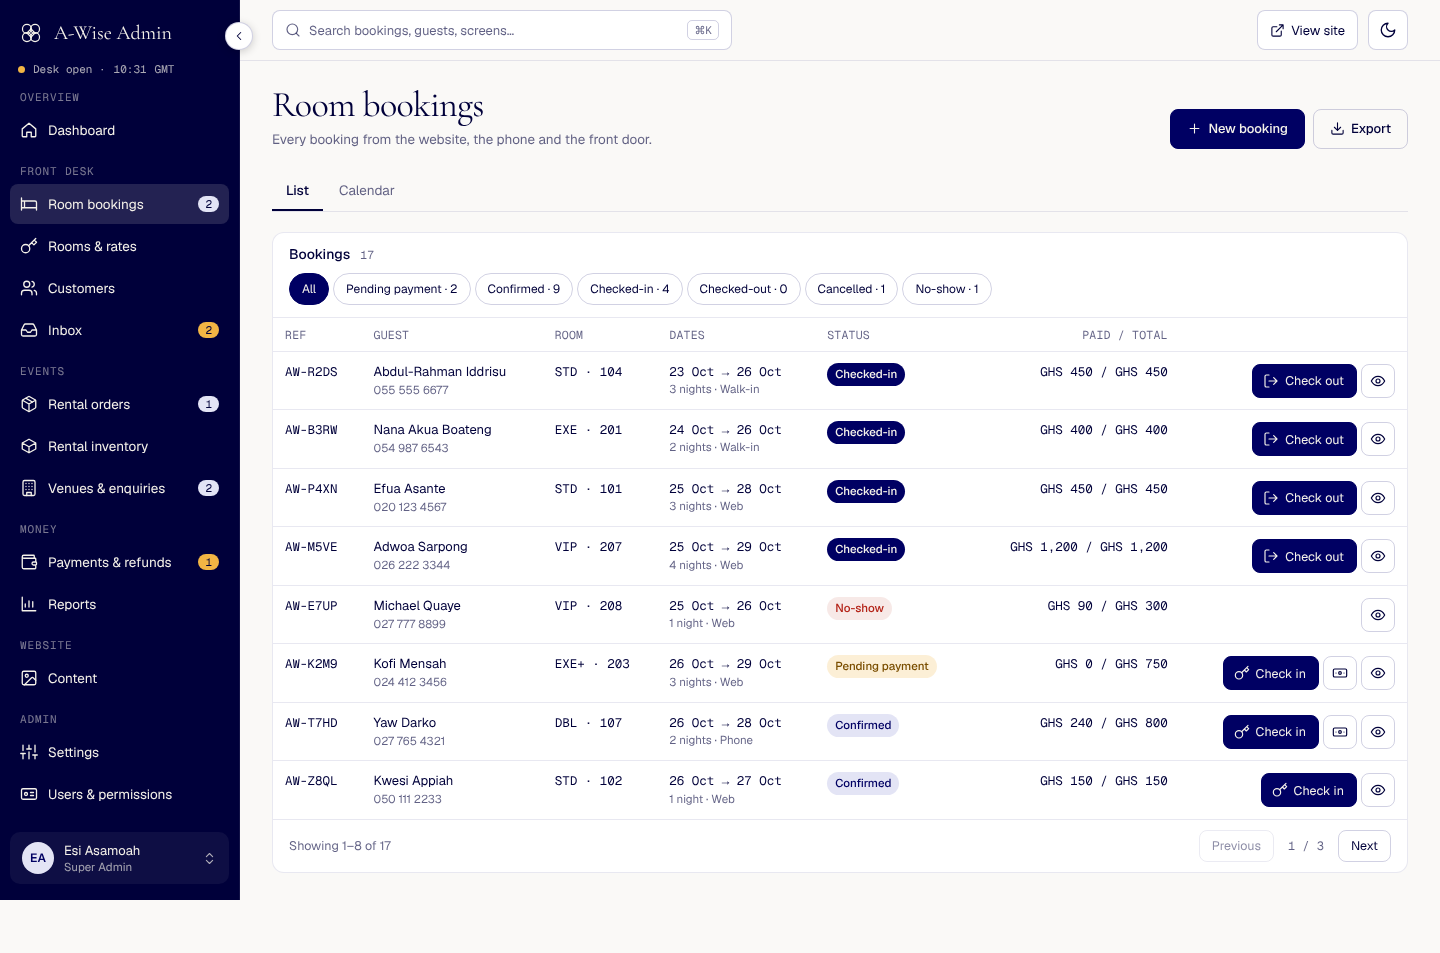 A-Wise Admin
Desk open · 10:31 GMT
OVERVIEW
Dashboard
FRONT DESK
Room bookings 2
Rooms & rates
Customers
Inbox 2
EVENTS
Rental orders 1
Rental inventory
Venues & enquiries 2
MONEY
Payments & refunds 1
Reports
WEBSITE
Content
ADMIN
Settings
Users & permissions
EA
Esi Asamoah
Super Admin
Search bookings, guests, screens… ⌘K
View site
Room bookings
Every booking from the website, the phone and the front door.
New booking
Export
List Calendar
Bookings 17
All Pending payment · 2 Confirmed · 9 Checked-in · 4 Checked-out · 0 Cancelled · 1 No-show · 1
REF GUEST ROOM DATES STATUS PAID / TOTAL
AW-R2DS Abdul-Rahman Iddrisu STD · 104 23 Oct → 26 Oct Checked-in GHS 450 / GHS 450 Check out
055 555 6677 3 nights · Walk-in
AW-B3RW Nana Akua Boateng EXE · 201 24 Oct → 26 Oct Checked-in GHS 400 / GHS 400 Check out
054 987 6543 2 nights · Walk-in
AW-P4XN Efua Asante STD · 101 25 Oct → 28 Oct Checked-in GHS 450 / GHS 450 Check out
020 123 4567 3 nights · Web
AW-M5VE Adwoa Sarpong VIP · 207 25 Oct → 29 Oct Checked-in GHS 1,200 / GHS 1,200 Check out
026 222 3344 4 nights · Web
AW-E7UP Michael Quaye VIP · 208 25 Oct → 26 Oct No-show GHS 90 / GHS 300
027 777 8899 1 night · Web
AW-K2M9 Kofi Mensah EXE+ · 203 26 Oct → 29 Oct Pending payment GHS 0 / GHS 750 Check in
024 412 3456 3 nights · Web
AW-T7HD Yaw Darko DBL · 107 26 Oct → 28 Oct Confirmed GHS 240 / GHS 800 Check in
027 765 4321 2 nights · Phone
AW-Z8QL Kwesi Appiah STD · 102 26 Oct → 27 Oct Confirmed GHS 150 / GHS 150 Check in
050 111 2233 1 night · Web
Showing 1–8 of 17
Previous 1 / 3 Next